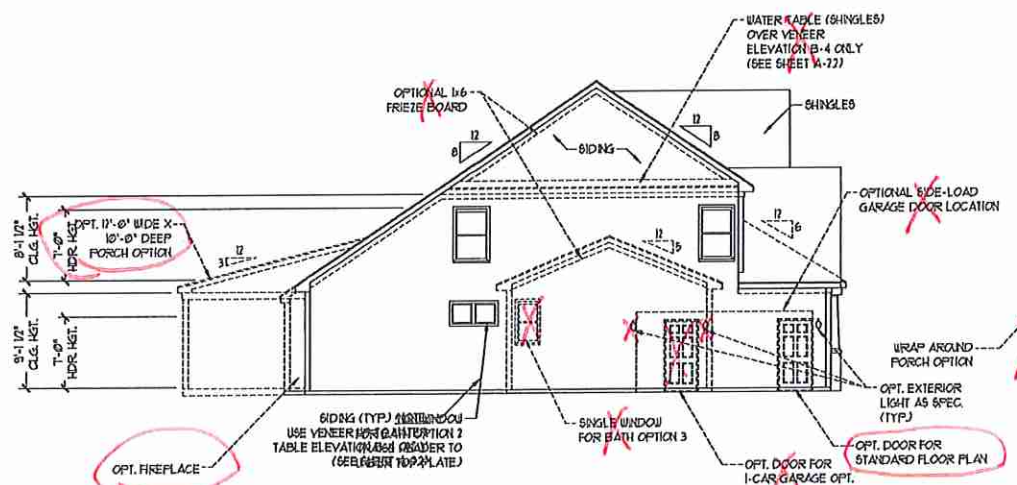 WATER TABLE (SHINGLES)
OVER VENEER
ELEVATION B-4 ONLY
(SEE SHEET A-22)
OPTIONAL 1x6
FRIEZE BOARD
SHINGLES
12
8
12
8
SIDING
OPTIONAL SIDE-LOAD
GARAGE DOOR LOCATION
8'-1 1/2"
CLG. HGT.
7'-0"
HDR. HGT.
OPT. 12'-0" WIDE X
10'-0" DEEP
PORCH OPTION
12
3
12
5
12
6
9'-1 1/2"
CLG. HGT.
7'-0"
HDR. HGT.
WRAP AROUND
PORCH OPTION
OPT. EXTERIOR
LIGHT AS SPEC.
(TYP.)
SIDING (TYP.)
USE VENEER
TABLE ELEVATION
(SEE
SINGLE WINDOW
FOR BATH OPTION 3
OPT. FIREPLACE
OPT. DOOR FOR
1-CAR GARAGE OPT.
OPT. DOOR FOR
STANDARD FLOOR PLAN